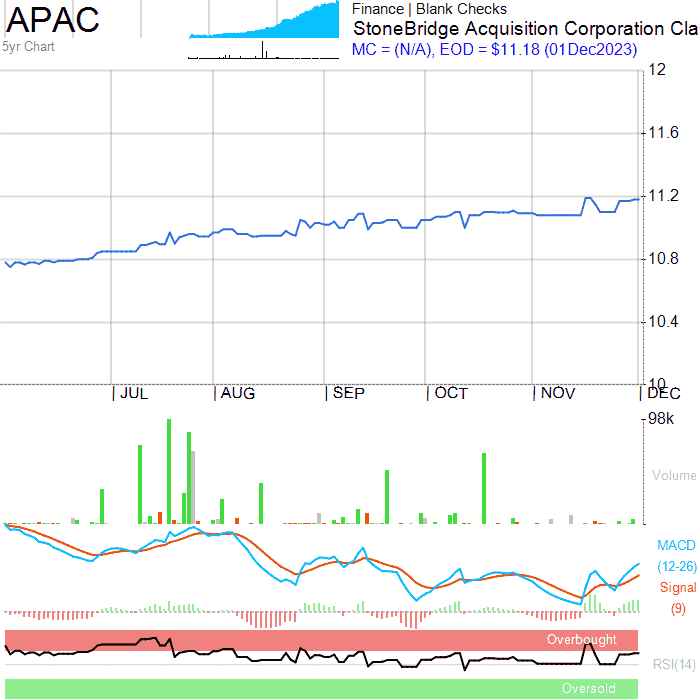 APAC
5yr Chart
Finance | Blank Checks
StoneBridge Acquisition Corporation Cla
MC = (N/A), EOD = $11.18 (01Dec2023)
12
11.6
11.2
10.8
10.4
10
JUL AUG SEP OCT NOV DEC
98k
Volume
MACD
(12-26)
Signal
(9)
Overbought
RSI(14)
Oversold